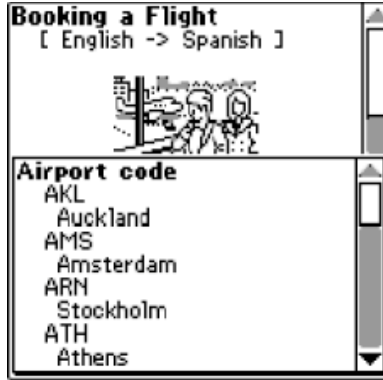 Booking a Flight
[ English -> Spanish ]
Airport code
AKL
Auckland
AMS
Amsterdam
ARN
Stockholm
ATH
Athens